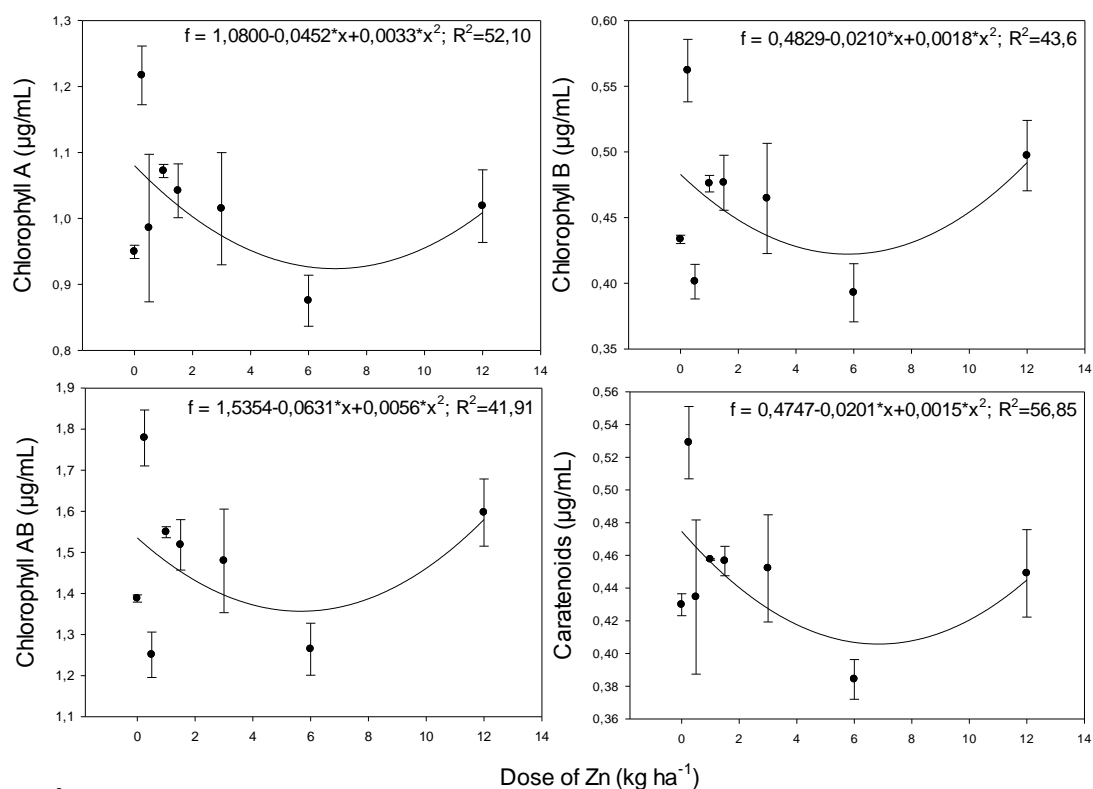 f = 1,0800-0,0452*x+0,0033*x²; R²=52,10
Chlorophyll A (µg/mL)
1,3
1,2
1,1
1,0
0,9
0,8
0 2 4 6 8 10 12 14
f = 0,4829-0,0210*x+0,0018*x²; R²=43,6
Chlorophyll B (µg/mL)
0,60
0,55
0,50
0,45
0,40
0,35
0 2 4 6 8 10 12 14
f = 1,5354-0,0631*x+0,0056*x²; R²=41,91
Chlorophyll AB (µg/mL)
1,9
1,8
1,7
1,6
1,5
1,4
1,3
1,2
1,1
0 2 4 6 8 10 12 14
f = 0,4747-0,0201*x+0,0015*x²; R²=56,85
Caratenoids (µg/mL)
0,56
0,54
0,52
0,50
0,48
0,46
0,44
0,42
0,40
0,38
0,36
0 2 4 6 8 10 12 14
Dose of Zn (kg ha⁻¹)